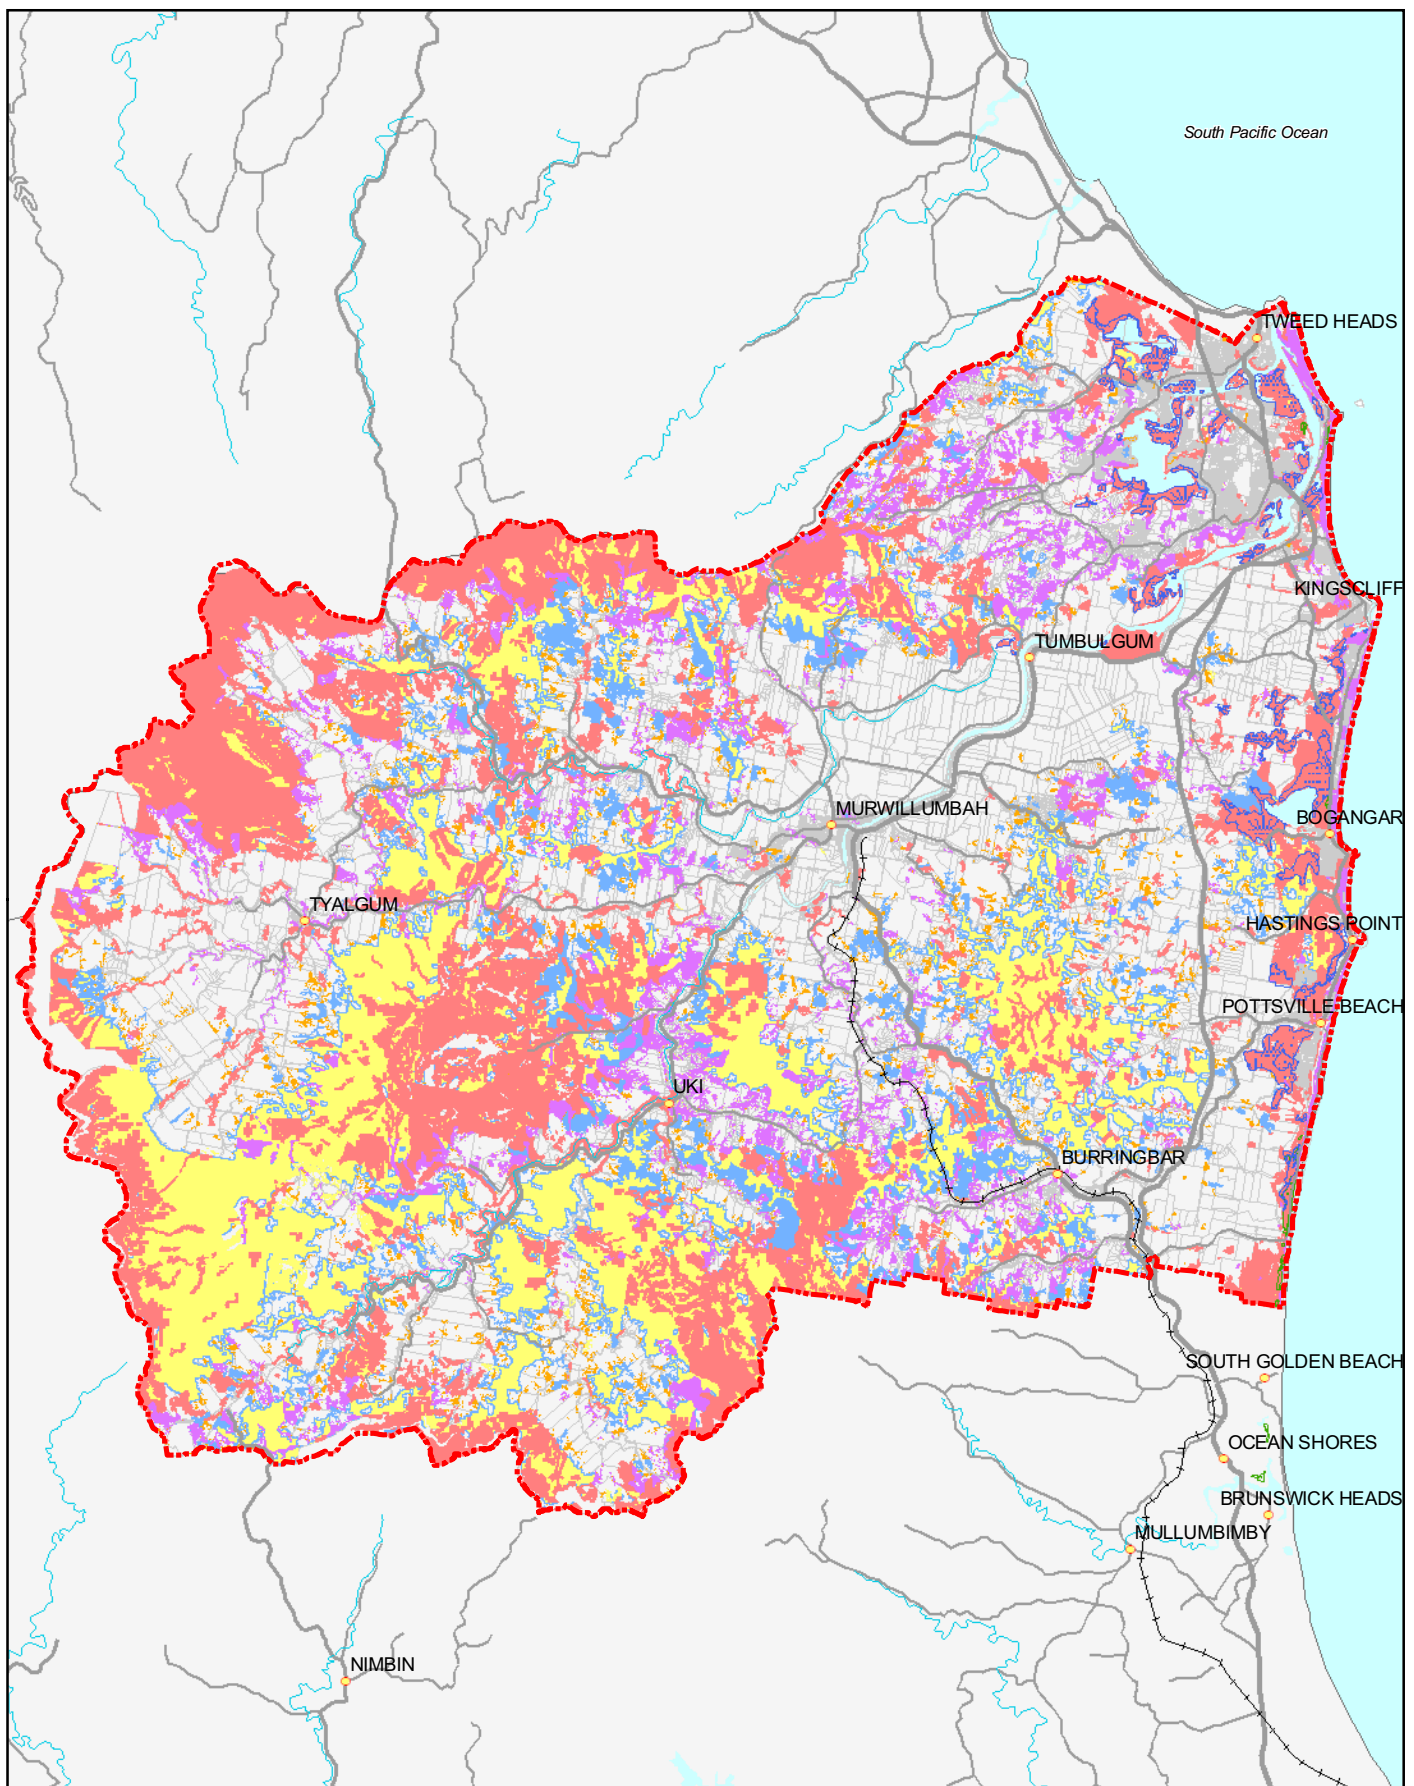 South Pacific Ocean
TWEED HEADS
KINGSCLIFF
TUMBULGUM
MURWILLUMBAH
BOGANGAR
TYALGUM
HASTINGS POINT
POTTSVILLE BEACH
UKI
BURRINGBAR
SOUTH GOLDEN BEACH
OCEAN SHORES
BRUNSWICK HEADS
MULLUMBIMBY
NIMBIN